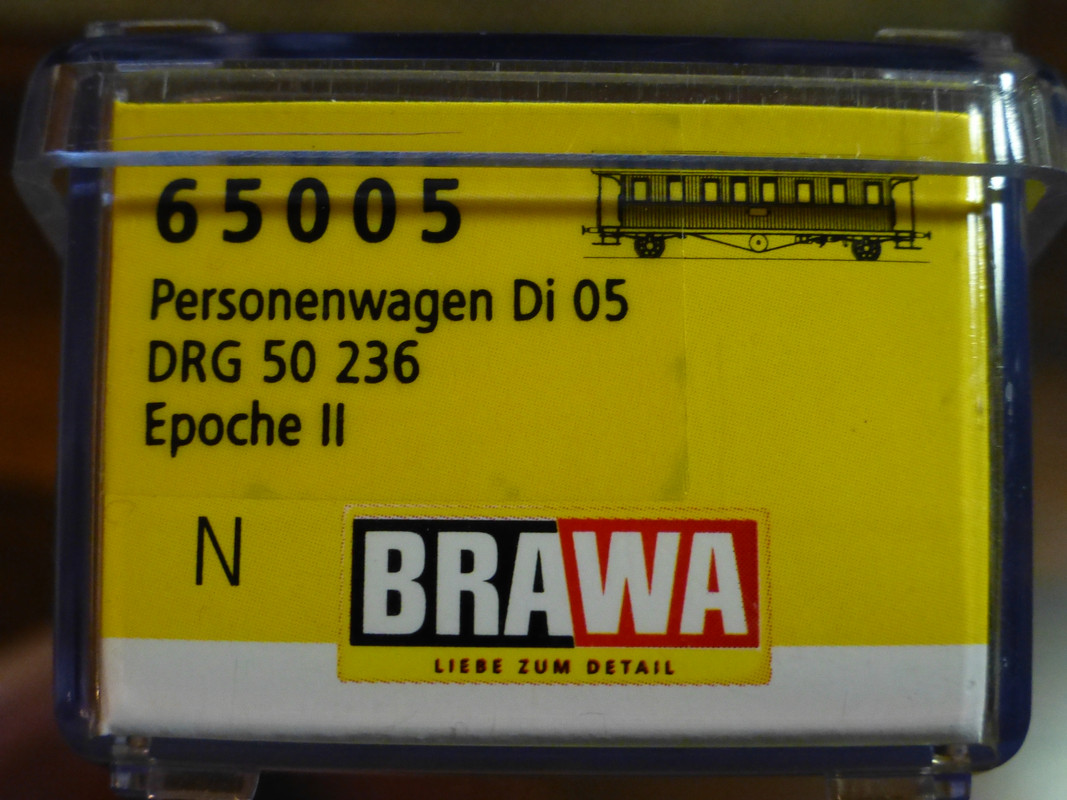 65005
Personenwagen Di 05
DRG 50 236
Epoche II
N
BRAWA
LIEBE ZUM DETAIL